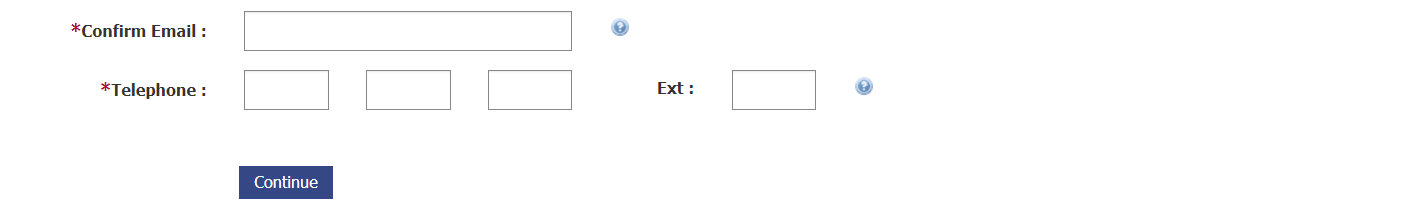 *Confirm Email :
*Telephone : Ext :
Continue